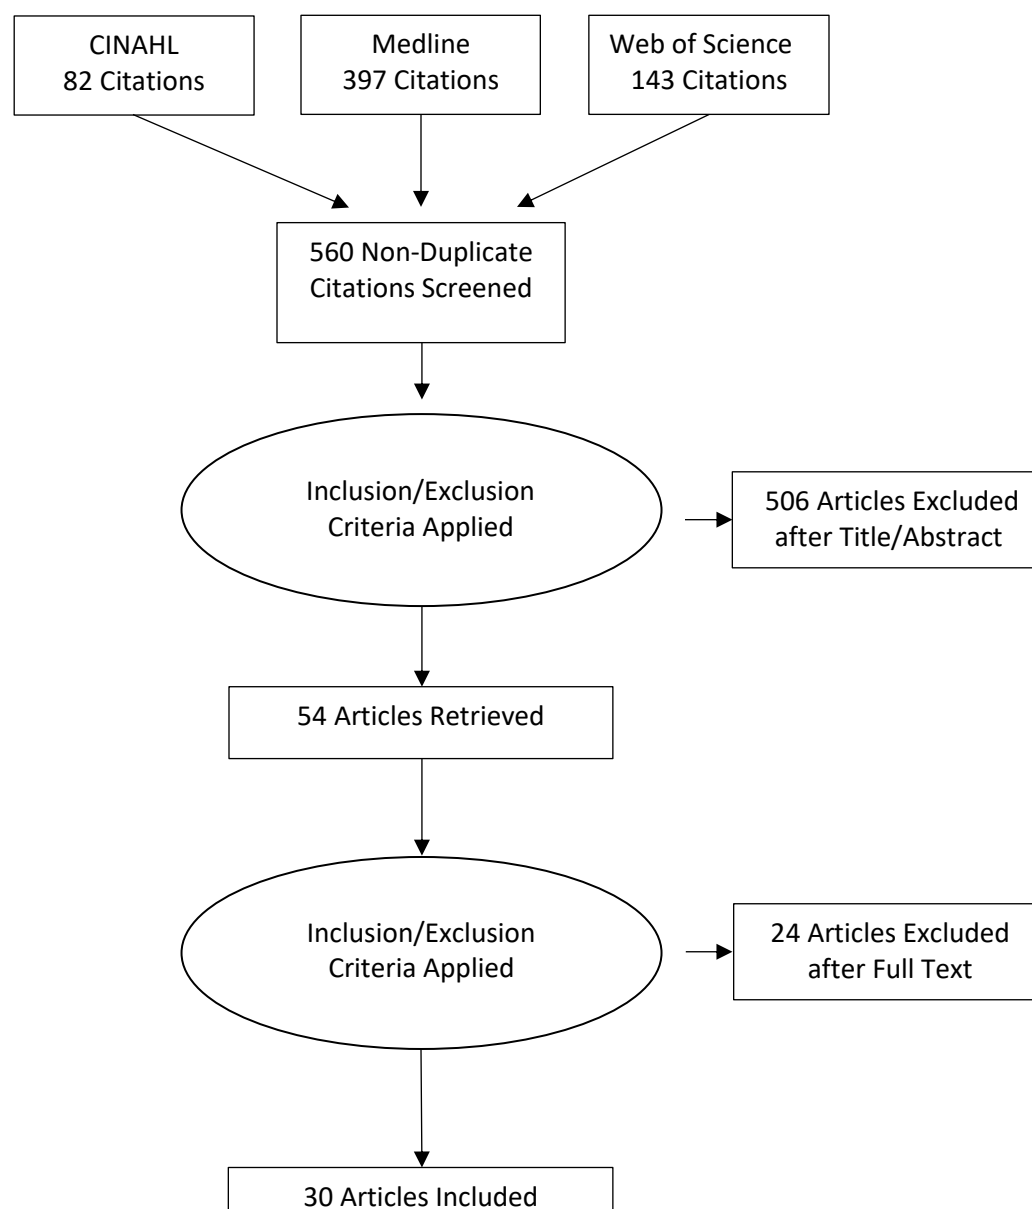 CINAHL
82 Citations
Medline
397 Citations
Web of Science
143 Citations
560 Non-Duplicate
Citations Screened
Inclusion/Exclusion
Criteria Applied
506 Articles Excluded
after Title/Abstract
54 Articles Retrieved
Inclusion/Exclusion
Criteria Applied
24 Articles Excluded
after Full Text
30 Articles Included